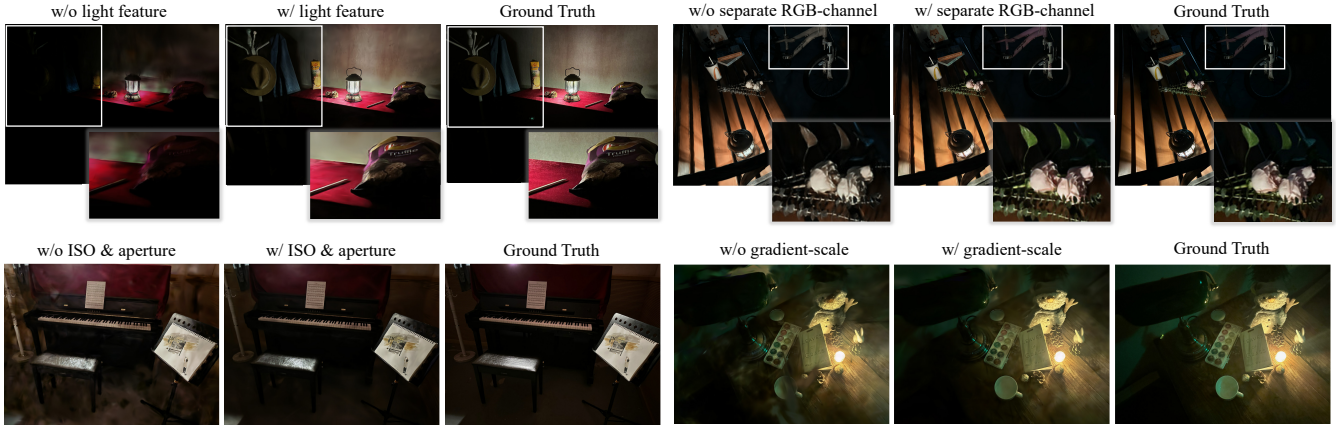 w/o light feature
w/ light feature
Ground Truth
w/o separate RGB-channel
w/ separate RGB-channel
Ground Truth
w/o ISO & aperture
w/ ISO & aperture
Ground Truth
w/o gradient-scale
w/ gradient-scale
Ground Truth